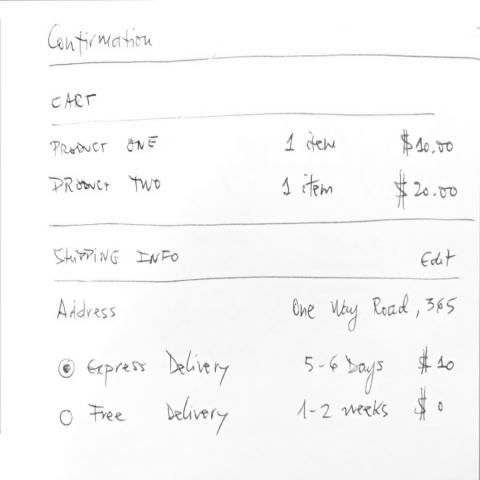 Confirmation
CART
PRODUCT ONE 1 item $10.00
PRODUCT TWO 1 item $20.00
SHIPPING INFO Edit
Address One Way Road, 365
Express Delivery 5-6 Days $10
Free Delivery 1-2 weeks $0